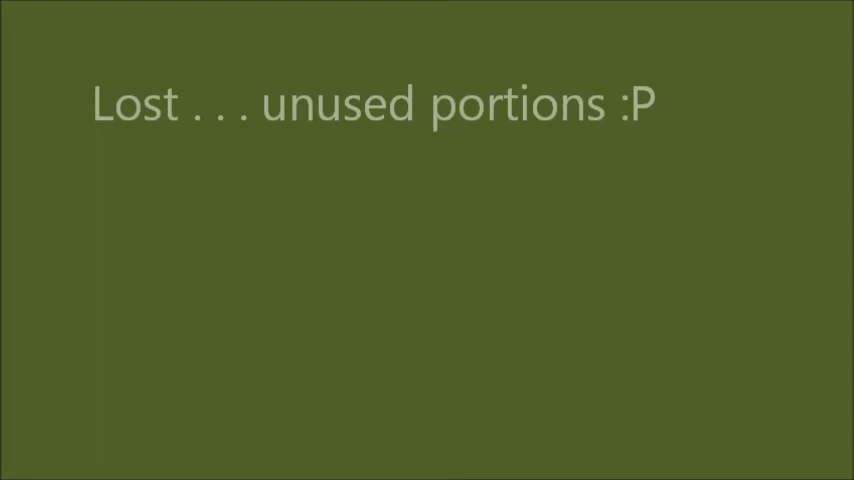 Lost . . . unused portions :P